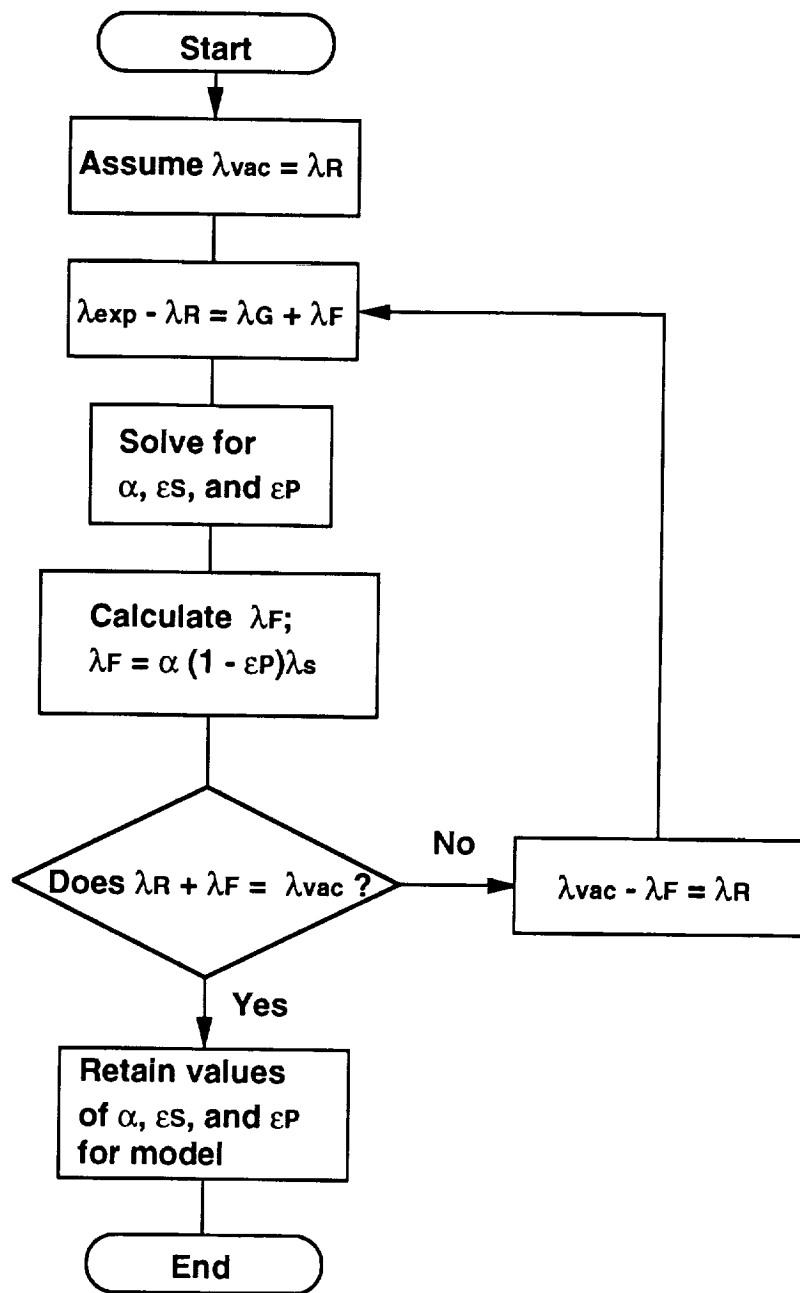 Start
Assume λvac = λR
λexp - λR = λG + λF
Solve for
α, εs, and εP
Calculate λF;
λF = α (1 - εP)λs
Does λR + λF = λvac ?
No
λvac - λF = λR
Yes
Retain values
of α, εs, and εP
for model
End